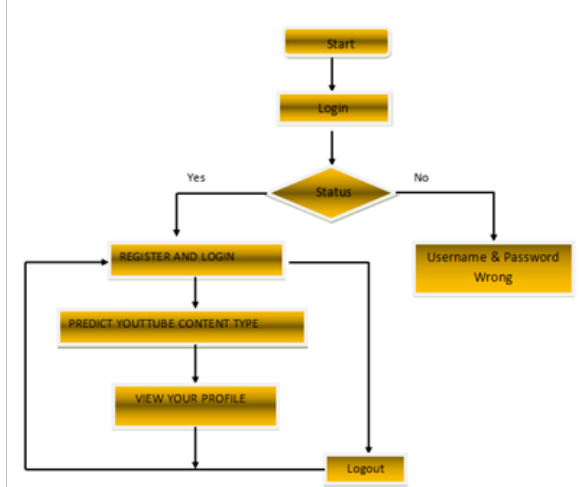 Start
Login
Status
Yes
No
REGISTER AND LOGIN
Username & Password
Wrong
PREDICT YOUTTUBE CONTENT TYPE
VIEW YOUR PROFILE
Logout